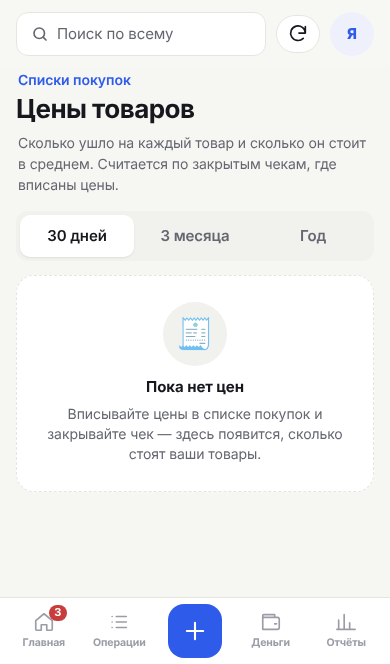 Поиск по всему
Я
Списки покупок
Цены товаров
Сколько ушло на каждый товар и сколько он стоит
в среднем. Считается по закрытым чекам, где
вписаны цены.
30 дней
3 месяца
Год
Пока нет цен
Вписывайте цены в списке покупок и
закрывайте чек — здесь появится, сколько
стоят ваши товары.
3
Главная
Операции
Деньги
Отчёты